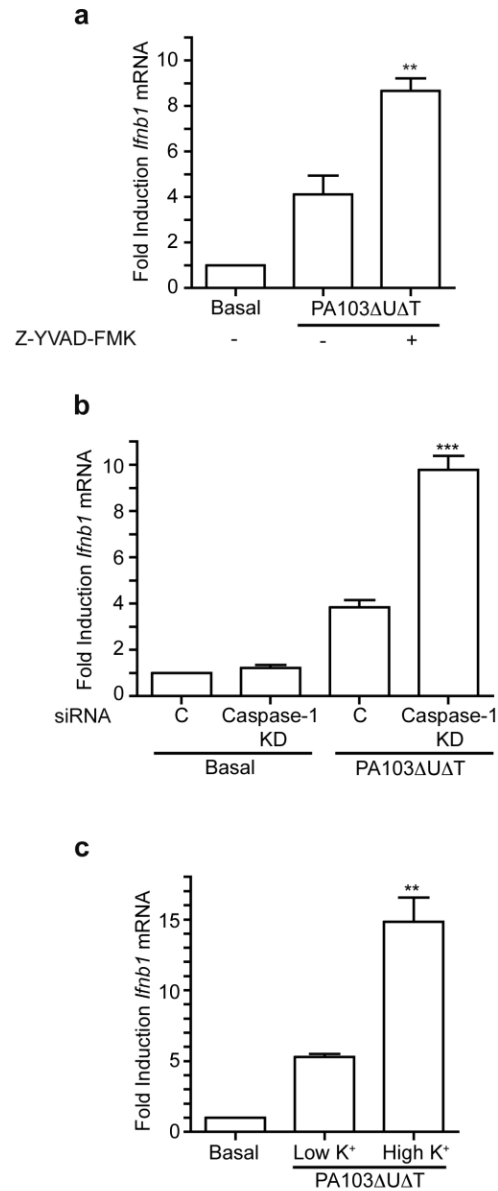 a
Fold Induction Ifnb1 mRNA
10
8
6
4
2
0
**
Basal
PA103ΔUΔT
Z-YVAD-FMK
-
-
+
b
Fold Induction Ifnb1 mRNA
10
8
6
4
2
0
***
siRNA
C
Caspase-1
KD
C
Caspase-1
KD
Basal
PA103ΔUΔT
c
Fold Induction Ifnb1 mRNA
15
10
5
0
**
Basal
Low K⁺
High K⁺
PA103ΔUΔT